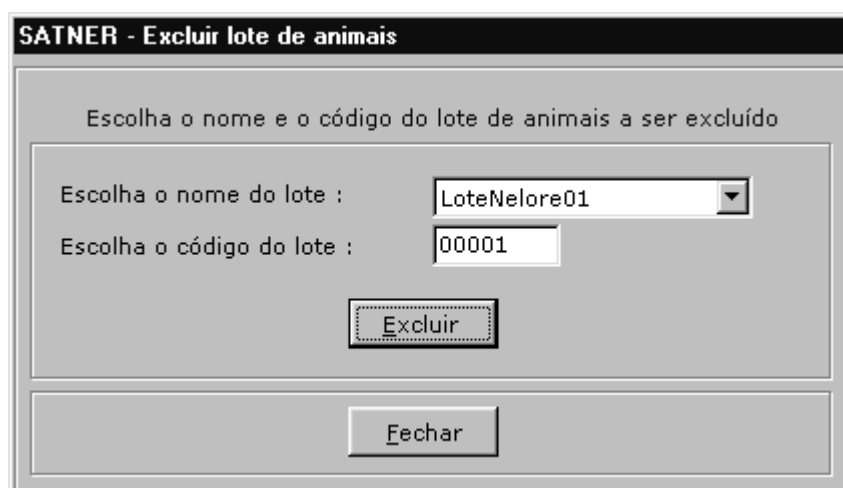 SATNER - Excluir lote de animais
Escolha o nome e o código do lote de animais a ser excluído
Escolha o nome do lote : LoteNelore01
Escolha o código do lote : 00001
Excluir
Fechar